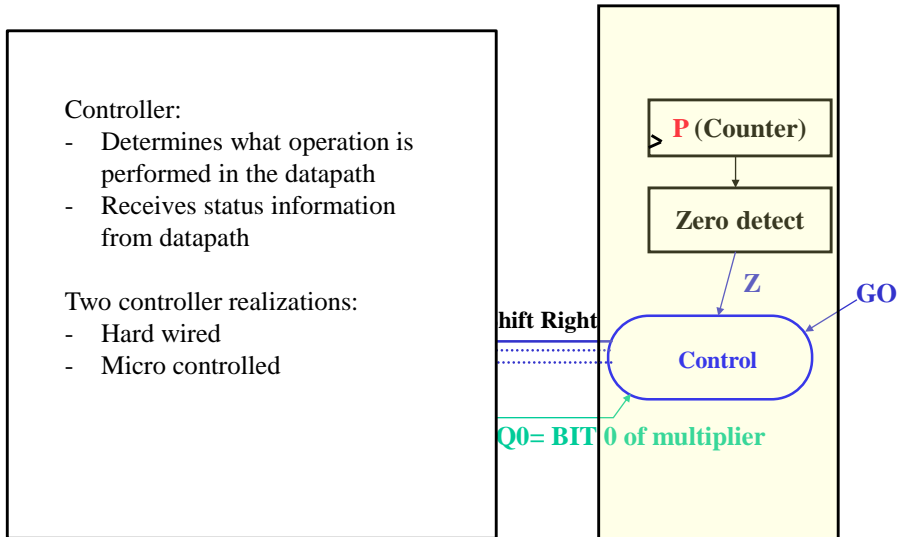 Controller:
- Determines what operation is
performed in the datapath
- Receives status information
from datapath
Two controller realizations:
- Hard wired
- Micro controlled
P (Counter)
Zero detect
Z
GO
hift Right
Control
Q0= BIT 0 of multiplier